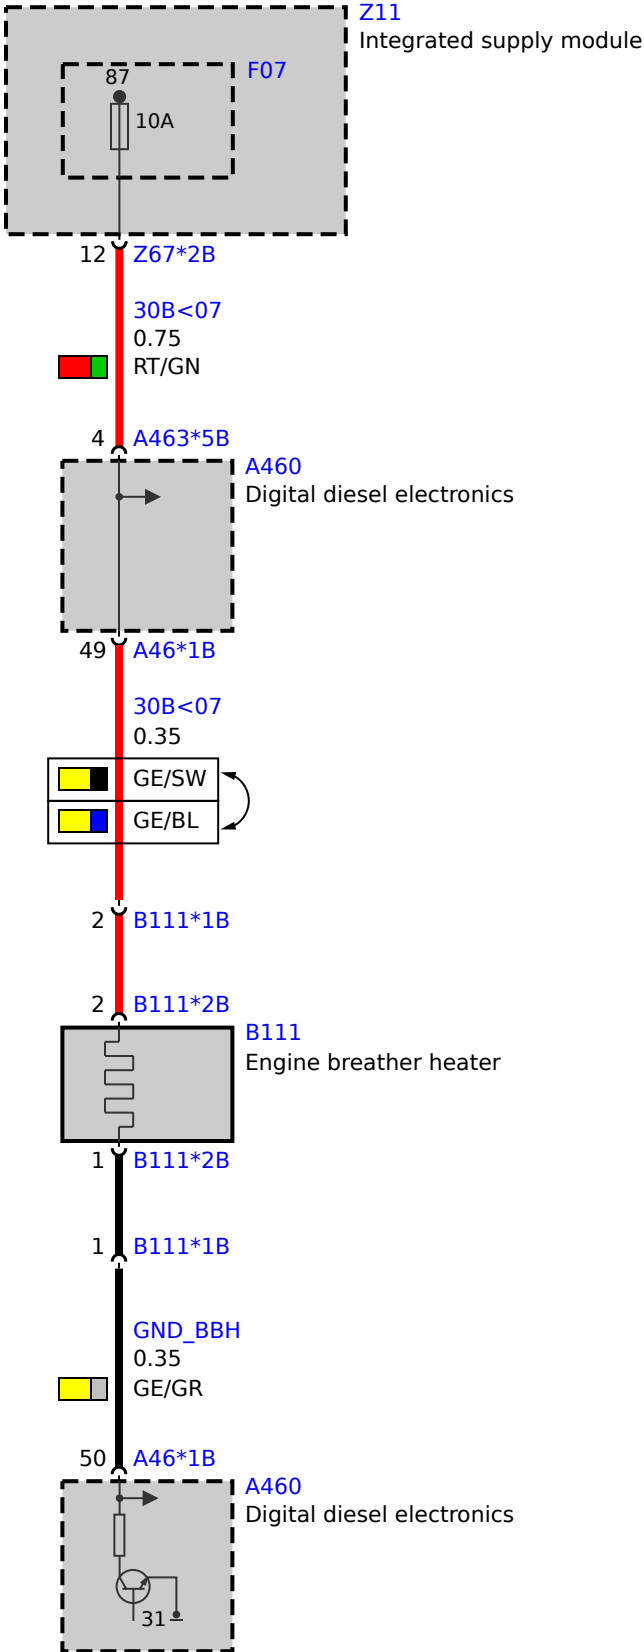 Z11
Integrated supply module
F07
87
10A
12 Z67*2B
30B<07
0.75
RT/GN
4 A463*5B
A460
Digital diesel electronics
49 A46*1B
30B<07
0.35
GE/SW
GE/BL
2 B111*1B
2 B111*2B
B111
Engine breather heater
1 B111*2B
1 B111*1B
GND_BBH
0.35
GE/GR
50 A46*1B
A460
Digital diesel electronics
31